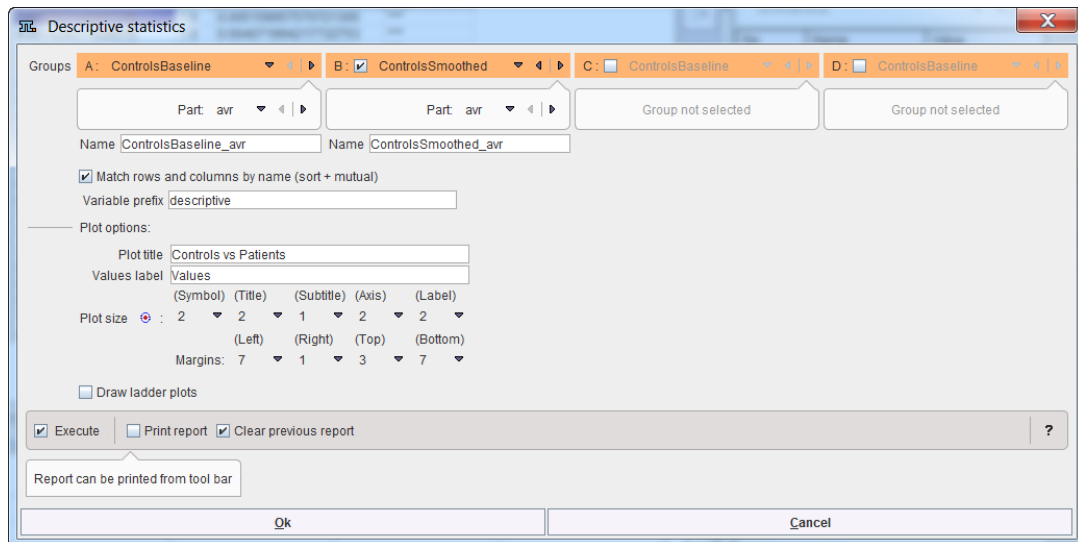 Descriptive statistics
Groups A: ControlsBaseline B: ControlsSmoothed C: ControlsBaseline D: ControlsBaseline
Part: avr Part: avr Group not selected Group not selected
Name ControlsBaseline_avr Name ControlsSmoothed_avr
Match rows and columns by name (sort + mutual)
Variable prefix descriptive
Plot options:
Plot title Controls vs Patients
Values label Values
(Symbol) (Title) (Subtitle) (Axis) (Label)
Plot size : 2 2 1 2 2
(Left) (Right) (Top) (Bottom)
Margins: 7 1 3 7
Draw ladder plots
Execute Print report Clear previous report ?
Report can be printed from tool bar
Ok Cancel